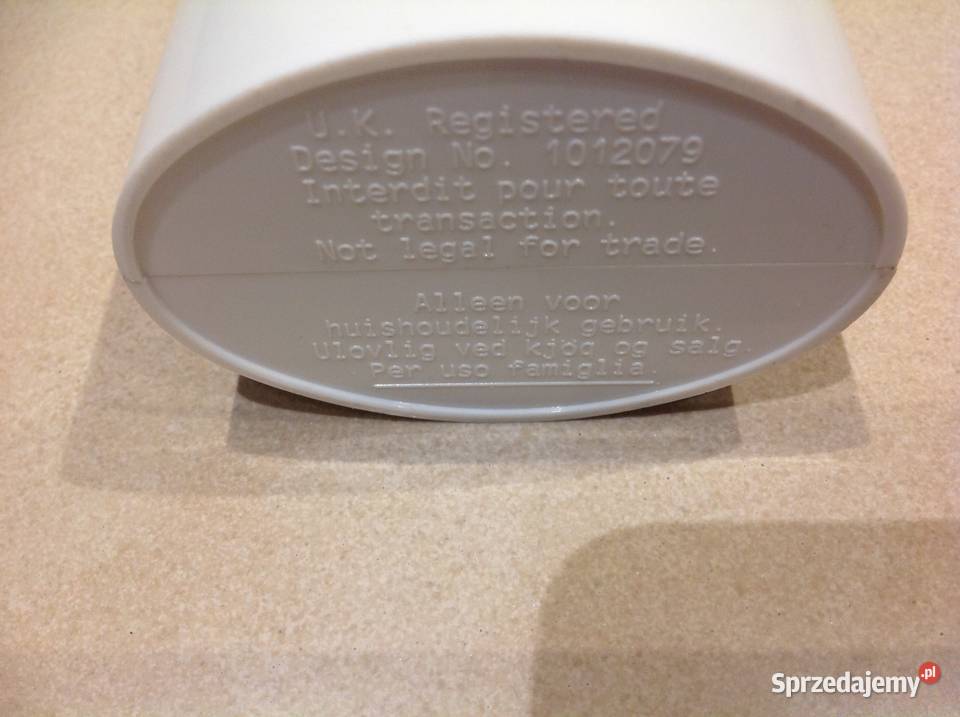 U.K. Registered
Design No. 1012079
Interdit pour toute
transaction.
Not legal for trade.
Alleen voor
huishoudelijk gebruik.
Ulovlig ved kjöq og salg.
Per uso famiglia.
Sprzedajemy.pl